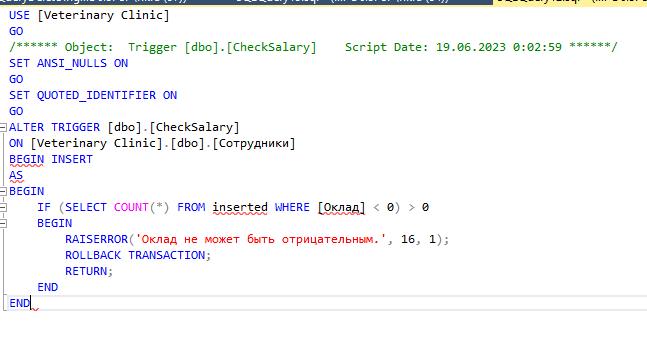 USE [Veterinary Clinic]
GO
/****** Object:  Trigger [dbo].[CheckSalary]    Script Date: 19.06.2023 0:02:59 ******/
SET ANSI_NULLS ON
GO
SET QUOTED_IDENTIFIER ON
GO
ALTER TRIGGER [dbo].[CheckSalary]
ON [Veterinary Clinic].[dbo].[Сотрудники]
BEGIN INSERT
AS
BEGIN
    IF (SELECT COUNT(*) FROM inserted WHERE [Оклад] < 0) > 0
    BEGIN
        RAISERROR('Оклад не может быть отрицательным.', 16, 1);
        ROLLBACK TRANSACTION;
        RETURN;
    END
END